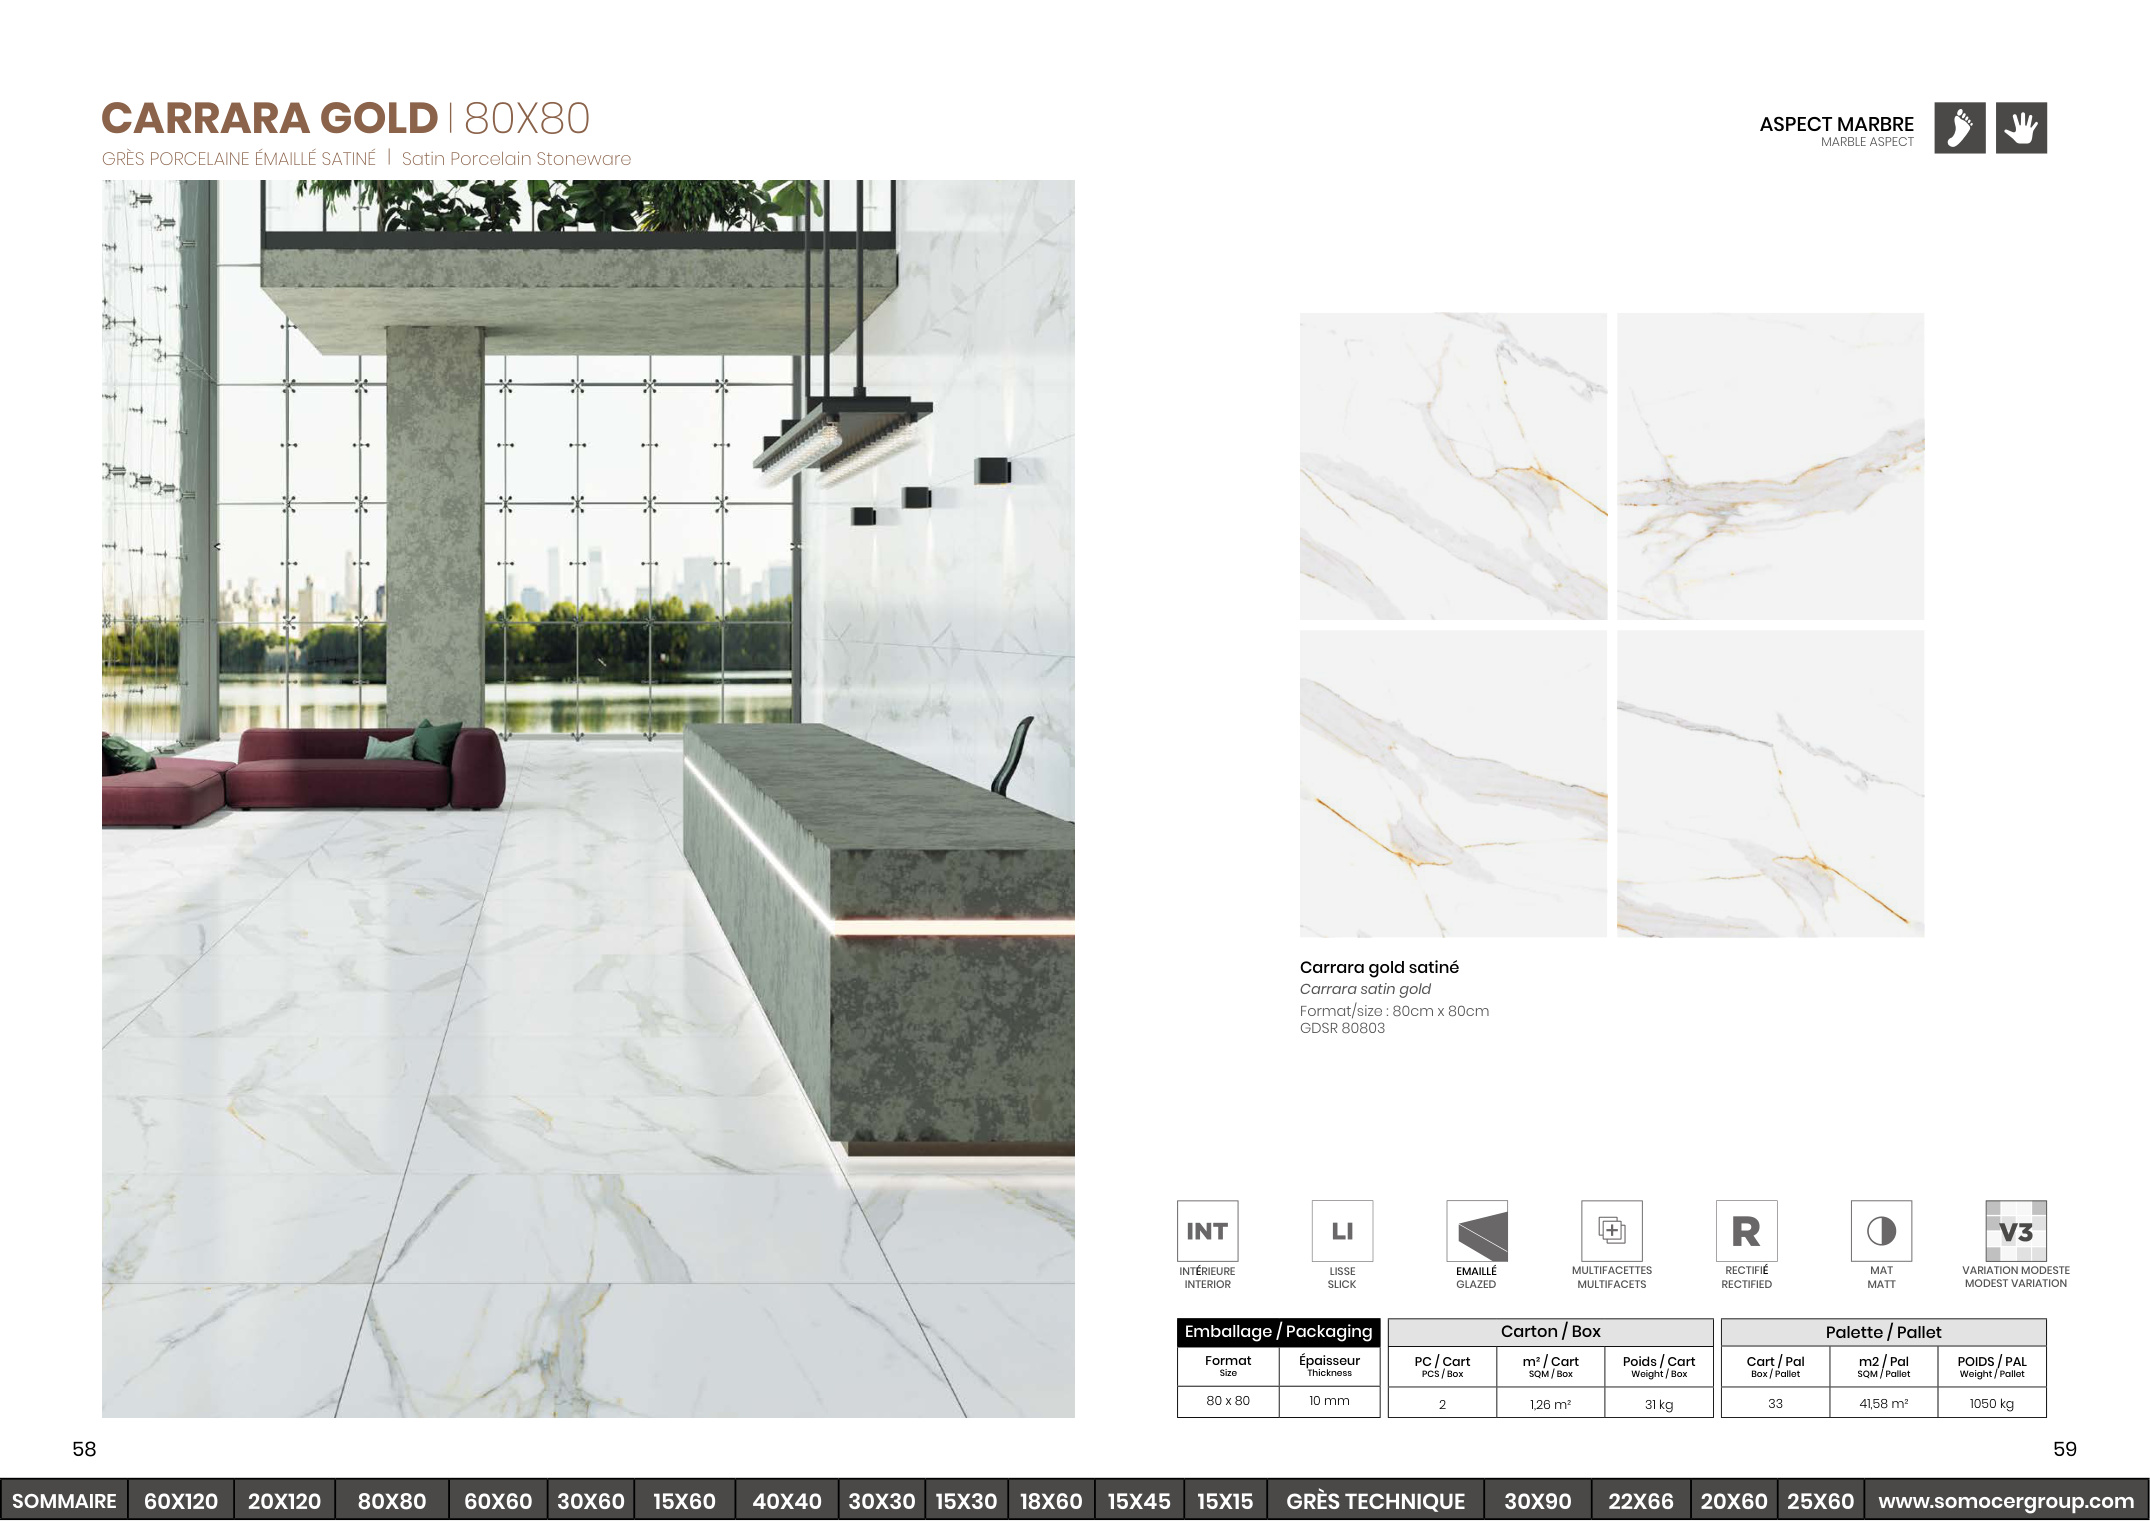 CARRARA GOLD | 80X80
GRÈS PORCELAINE ÉMAILLÉ SATINÉ | Satin Porcelain Stoneware
ASPECT MARBRE
MARBLE ASPECT
Carrara gold satiné
Carrara satin gold
Format/size : 80cm x 80cm
GDSR 80803
INT
INTÉRIEURE
INTERIOR
LI
LISSE
SLICK
EMAILLÉ
GLAZED
MULTIFACETTES
MULTIFACETS
R
RECTIFIÉ
RECTIFIED
MAT
MATT
V3
VARIATION MODESTE
MODEST VARIATION
Emballage / Packaging
Format
Size
Épaisseur
Thickness
80 x 80
10 mm
Carton / Box
PC / Cart
PCS / Box
m² / Cart
SQM / Box
Poids / Cart
Weight / Box
2
1,26 m²
31 kg
Palette / Pallet
Cart / Pal
Box / Pallet
m2 / Pal
SQM / Pallet
POIDS / PAL
Weight / Pallet
33
41,58 m²
1050 kg
58
59
SOMMAIRE 60X120 20X120 80X80 60X60 30X60 15X60 40X40 30X30 15X30 18X60 15X45 15X15 GRÈS TECHNIQUE 30X90 22X66 20X60 25X60 www.somocergroup.com